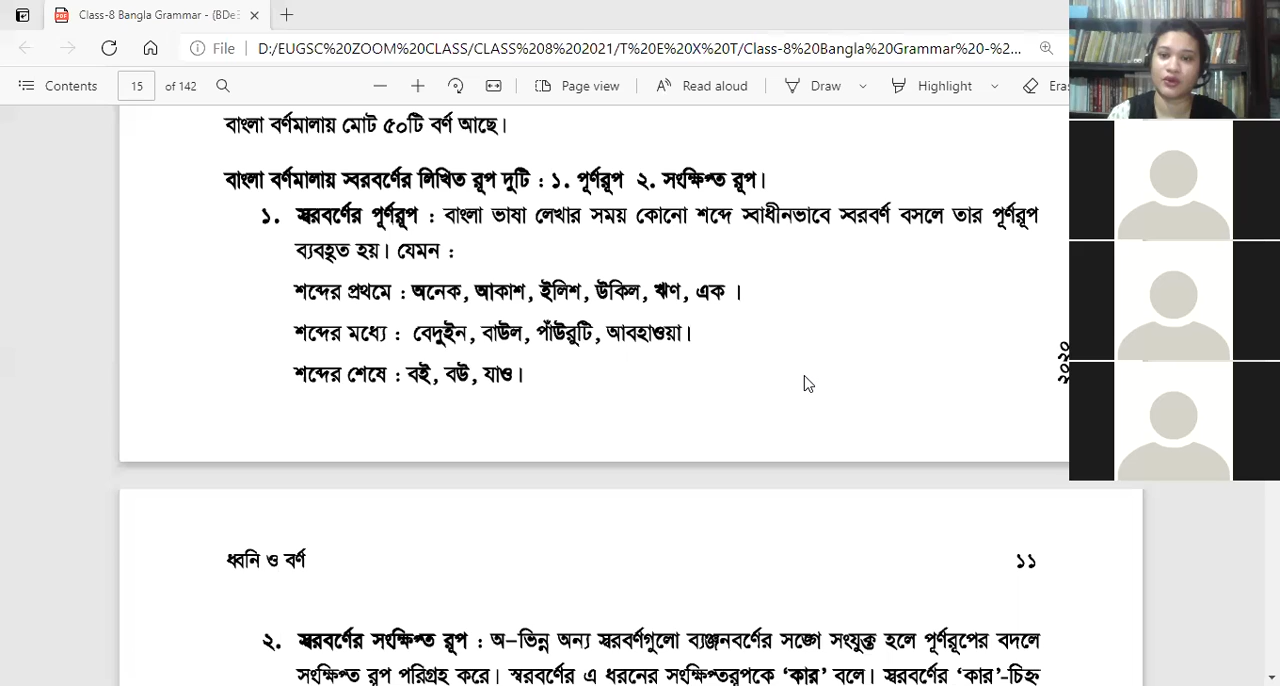 Class-8 Bangla Grammar - (BDe
File D:/EUGSC%20ZOOM%20CLASS/CLASS%208%202021/T%20E%20X%20T/Class-8%20Bangla%20Grammar%20-%2...
Contents 15 of 142 Page view Read aloud Draw Highlight Eras
বাংলা বর্ণমালায় মোট ৫০টি বর্ণ আছে।
বাংলা বর্ণমালায় স্বরবর্ণের লিখিত রূপ দুটি : ১. পূর্ণরূপ ২. সংক্ষিপ্ত রূপ।
১. স্বরবর্ণের পূর্ণরূপ : বাংলা ভাষা লেখার সময় কোনো শব্দে স্বাধীনভাবে স্বরবর্ণ বসলে তার পূর্ণরূপ
ব্যবহৃত হয়। যেমন :
শব্দের প্রথমে : অনেক, আকাশ, ইলিশ, উকিল, ঋণ, এক ।
শব্দের মধ্যে : বেদুইন, বাউল, পাঁউরুটি, আবহাওয়া।
শব্দের শেষে : বই, বউ, যাও।
২০২০
ধ্বনি ও বর্ণ ১১
২. স্বরবর্ণের সংক্ষিপ্ত রূপ : অ-ভিন্ন অন্য স্বরবর্ণগুলো ব্যঞ্জনবর্ণের সঙ্গে সংযুক্ত হলে পূর্ণরূপের বদলে
সংক্ষিপ্ত রূপ পরিগ্রহ করে। স্বরবর্ণের এ ধরনের সংক্ষিপ্তরূপকে ‘কার’ বলে। স্বরবর্ণের ‘কার’-চিহ্ন